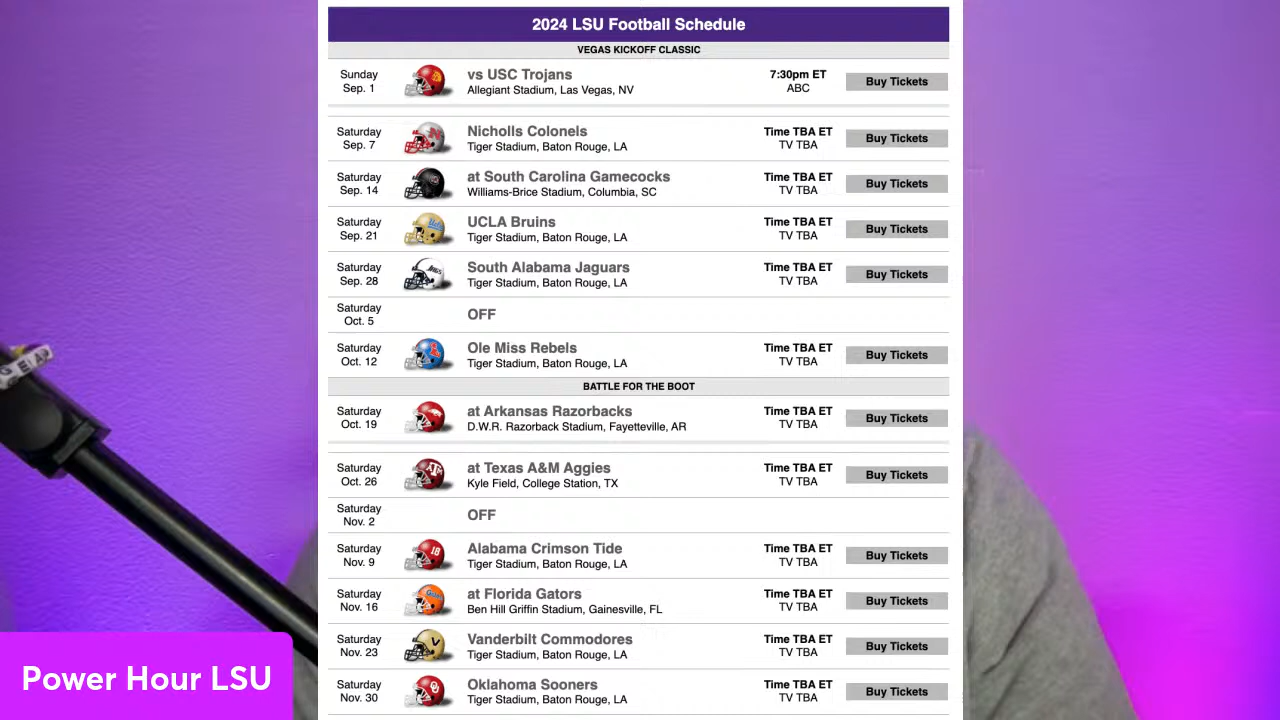 2024 LSU Football Schedule
VEGAS KICKOFF CLASSIC
Sunday
Sep. 1
vs USC Trojans
Allegiant Stadium, Las Vegas, NV
7:30pm ET
ABC
Buy Tickets
Saturday
Sep. 7
Nicholls Colonels
Tiger Stadium, Baton Rouge, LA
Time TBA ET
TV TBA
Buy Tickets
Saturday
Sep. 14
at South Carolina Gamecocks
Williams-Brice Stadium, Columbia, SC
Time TBA ET
TV TBA
Buy Tickets
Saturday
Sep. 21
UCLA Bruins
Tiger Stadium, Baton Rouge, LA
Time TBA ET
TV TBA
Buy Tickets
Saturday
Sep. 28
South Alabama Jaguars
Tiger Stadium, Baton Rouge, LA
Time TBA ET
TV TBA
Buy Tickets
Saturday
Oct. 5
OFF
Saturday
Oct. 12
Ole Miss Rebels
Tiger Stadium, Baton Rouge, LA
Time TBA ET
TV TBA
Buy Tickets
BATTLE FOR THE BOOT
Saturday
Oct. 19
at Arkansas Razorbacks
D.W.R. Razorback Stadium, Fayetteville, AR
Time TBA ET
TV TBA
Buy Tickets
Saturday
Oct. 26
at Texas A&M Aggies
Kyle Field, College Station, TX
Time TBA ET
TV TBA
Buy Tickets
Saturday
Nov. 2
OFF
Saturday
Nov. 9
18
Alabama Crimson Tide
Tiger Stadium, Baton Rouge, LA
Time TBA ET
TV TBA
Buy Tickets
Saturday
Nov. 16
at Florida Gators
Ben Hill Griffin Stadium, Gainesville, FL
Time TBA ET
TV TBA
Buy Tickets
Saturday
Nov. 23
Vanderbilt Commodores
Tiger Stadium, Baton Rouge, LA
Time TBA ET
TV TBA
Buy Tickets
Saturday
Nov. 30
Oklahoma Sooners
Tiger Stadium, Baton Rouge, LA
Time TBA ET
TV TBA
Buy Tickets
Power Hour LSU